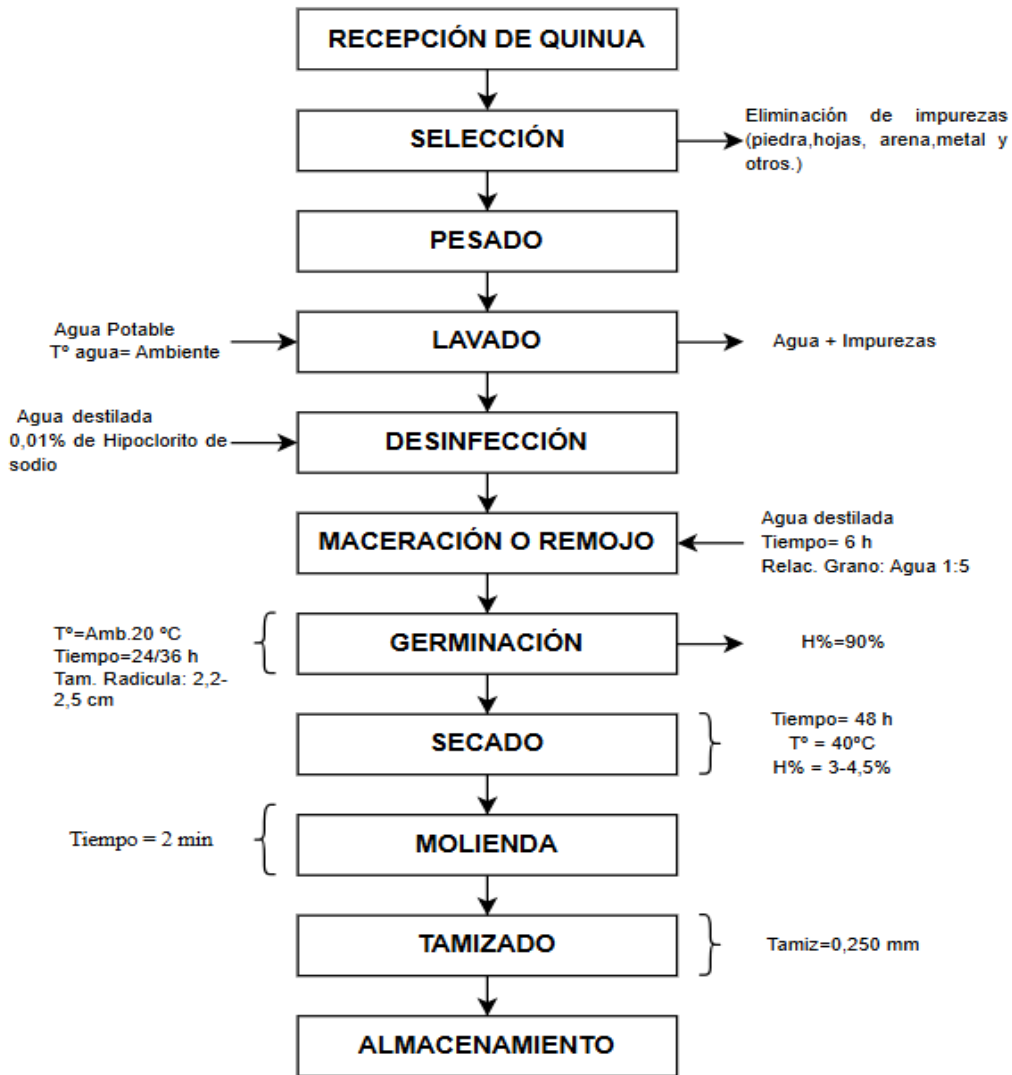 RECEPCIÓN DE QUINUA
SELECCIÓN
Eliminación de impurezas
(piedra,hojas, arena,metal y
otros.)
PESADO
Agua Potable
Tº agua= Ambiente
LAVADO
Agua + Impurezas
Agua destilada
0,01% de Hipoclorito de
sodio
DESINFECCIÓN
MACERACIÓN O REMOJO
Agua destilada
Tiempo= 6 h
Relac. Grano: Agua 1:5
Tº=Amb.20 ºC
Tiempo=24/36 h
Tam. Radicula: 2,2-
2,5 cm
GERMINACIÓN
H%=90%
SECADO
Tiempo= 48 h
Tº = 40ºC
H% = 3-4,5%
Tiempo = 2 min
MOLIENDA
TAMIZADO
Tamiz=0,250 mm
ALMACENAMIENTO